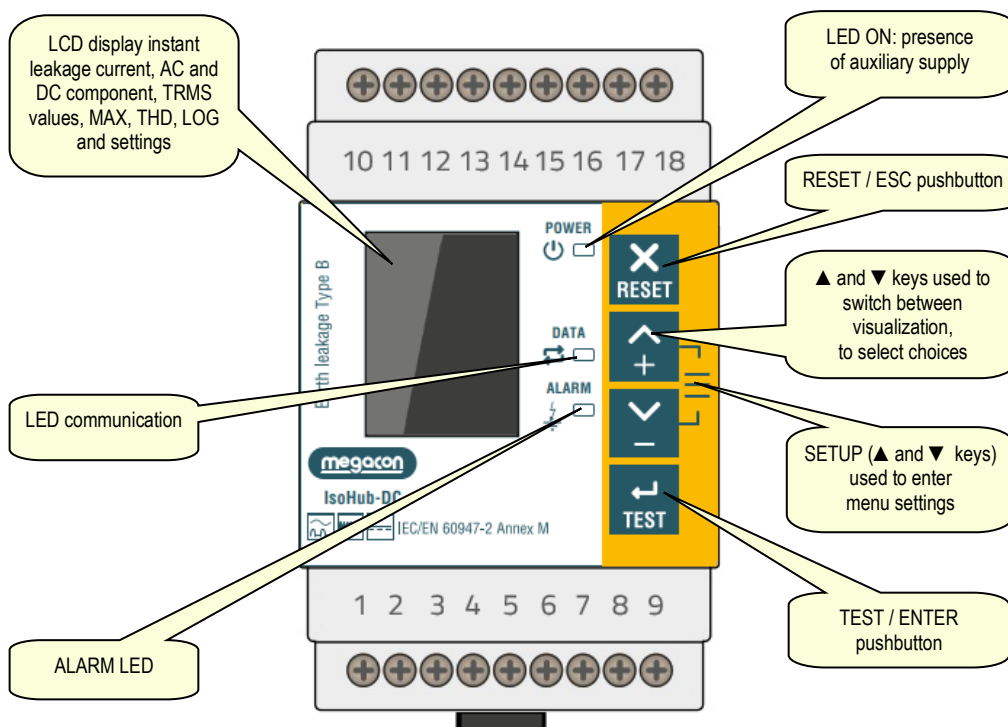 LCD display instant
leakage current, AC and
DC component, TRMS
values, MAX, THD, LOG
and settings
LED ON: presence
of auxiliary supply
10 11 12 13 14 15 16 17 18
RESET / ESC pushbutton
POWER
RESET
Earth leakage Type B
▲ and ▼ keys used to
switch between
visualization,
to select choices
DATA
+
ALARM
LED communication
−
SETUP (▲ and ▼ keys)
used to enter
menu settings
megacon
IsoHub-DC
IEC/EN 60947-2 Annex M
TEST
1 2 3 4 5 6 7 8 9
TEST / ENTER
pushbutton
ALARM LED